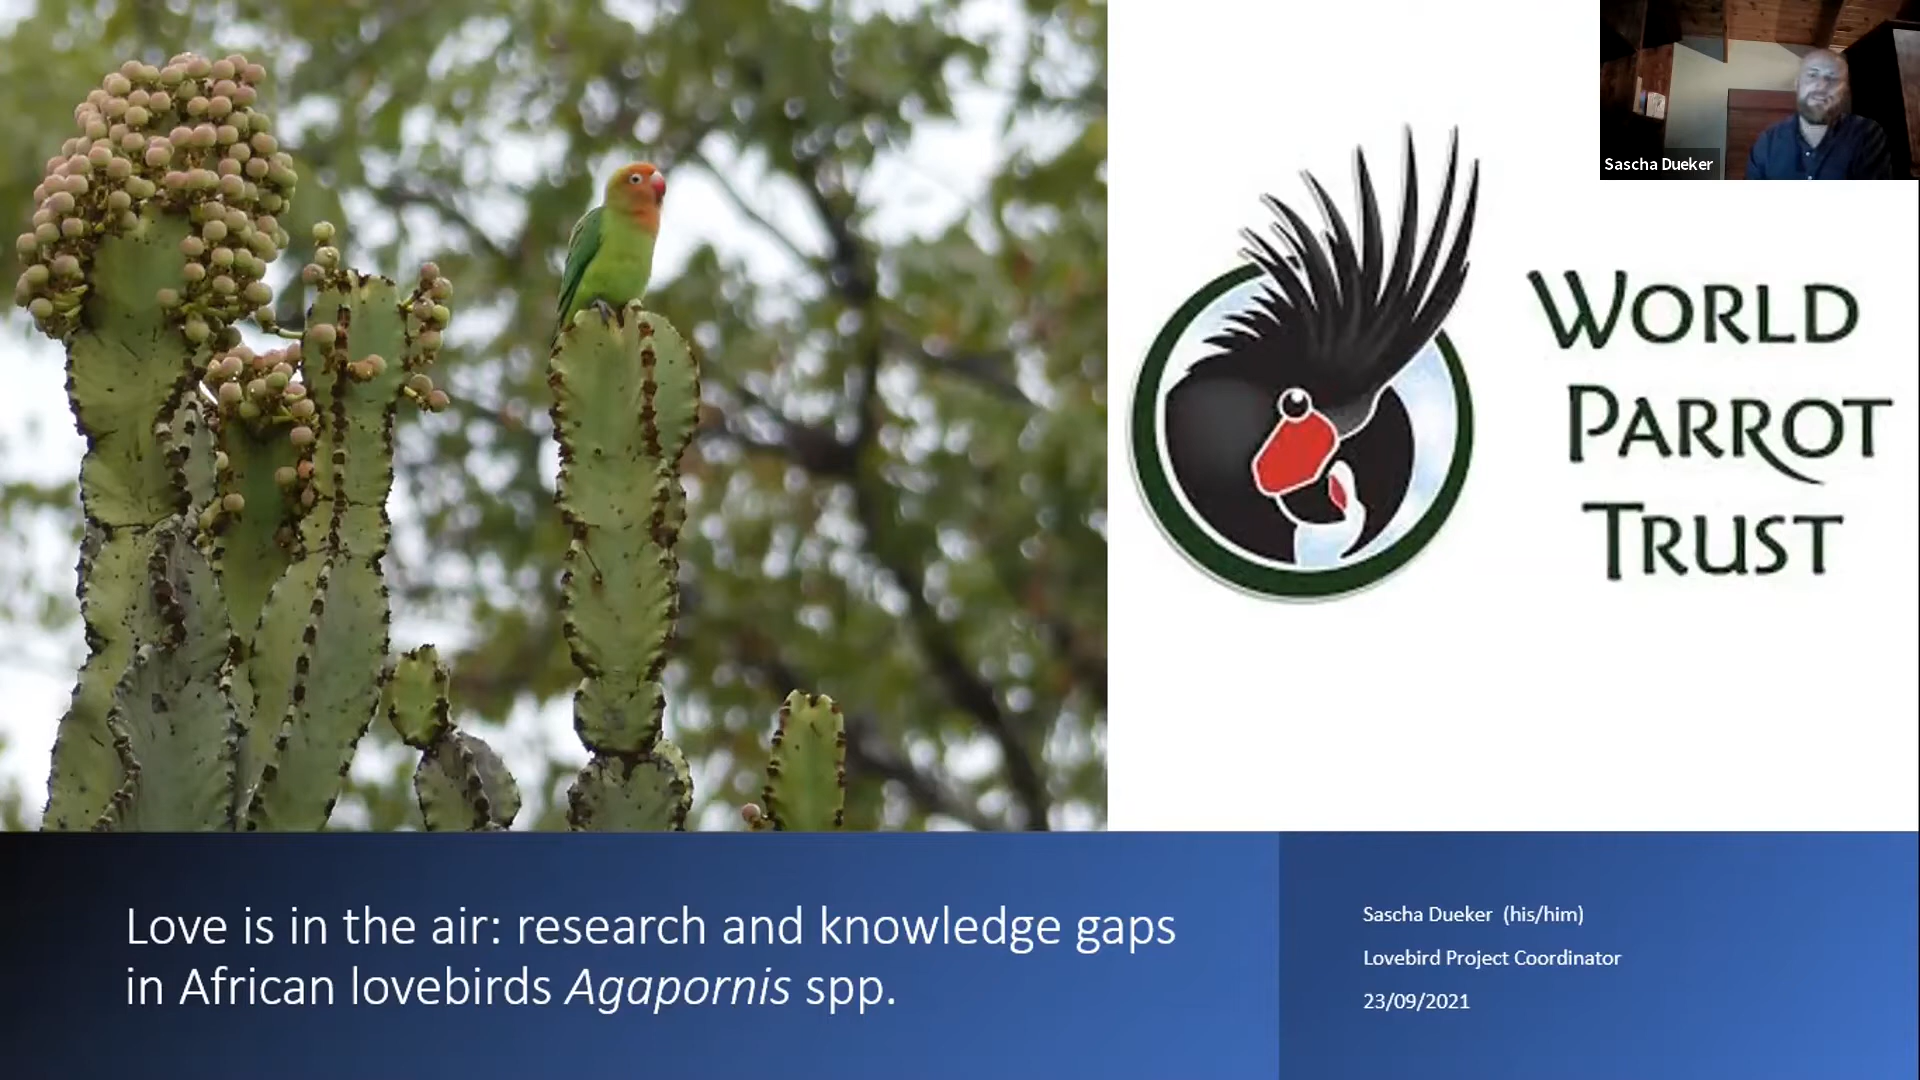 Sascha Dueker
WORLD
PARROT
TRUST
Love is in the air: research and knowledge gaps
in African lovebirds Agapornis spp.
Sascha Dueker (his/him)
Lovebird Project Coordinator
23/09/2021